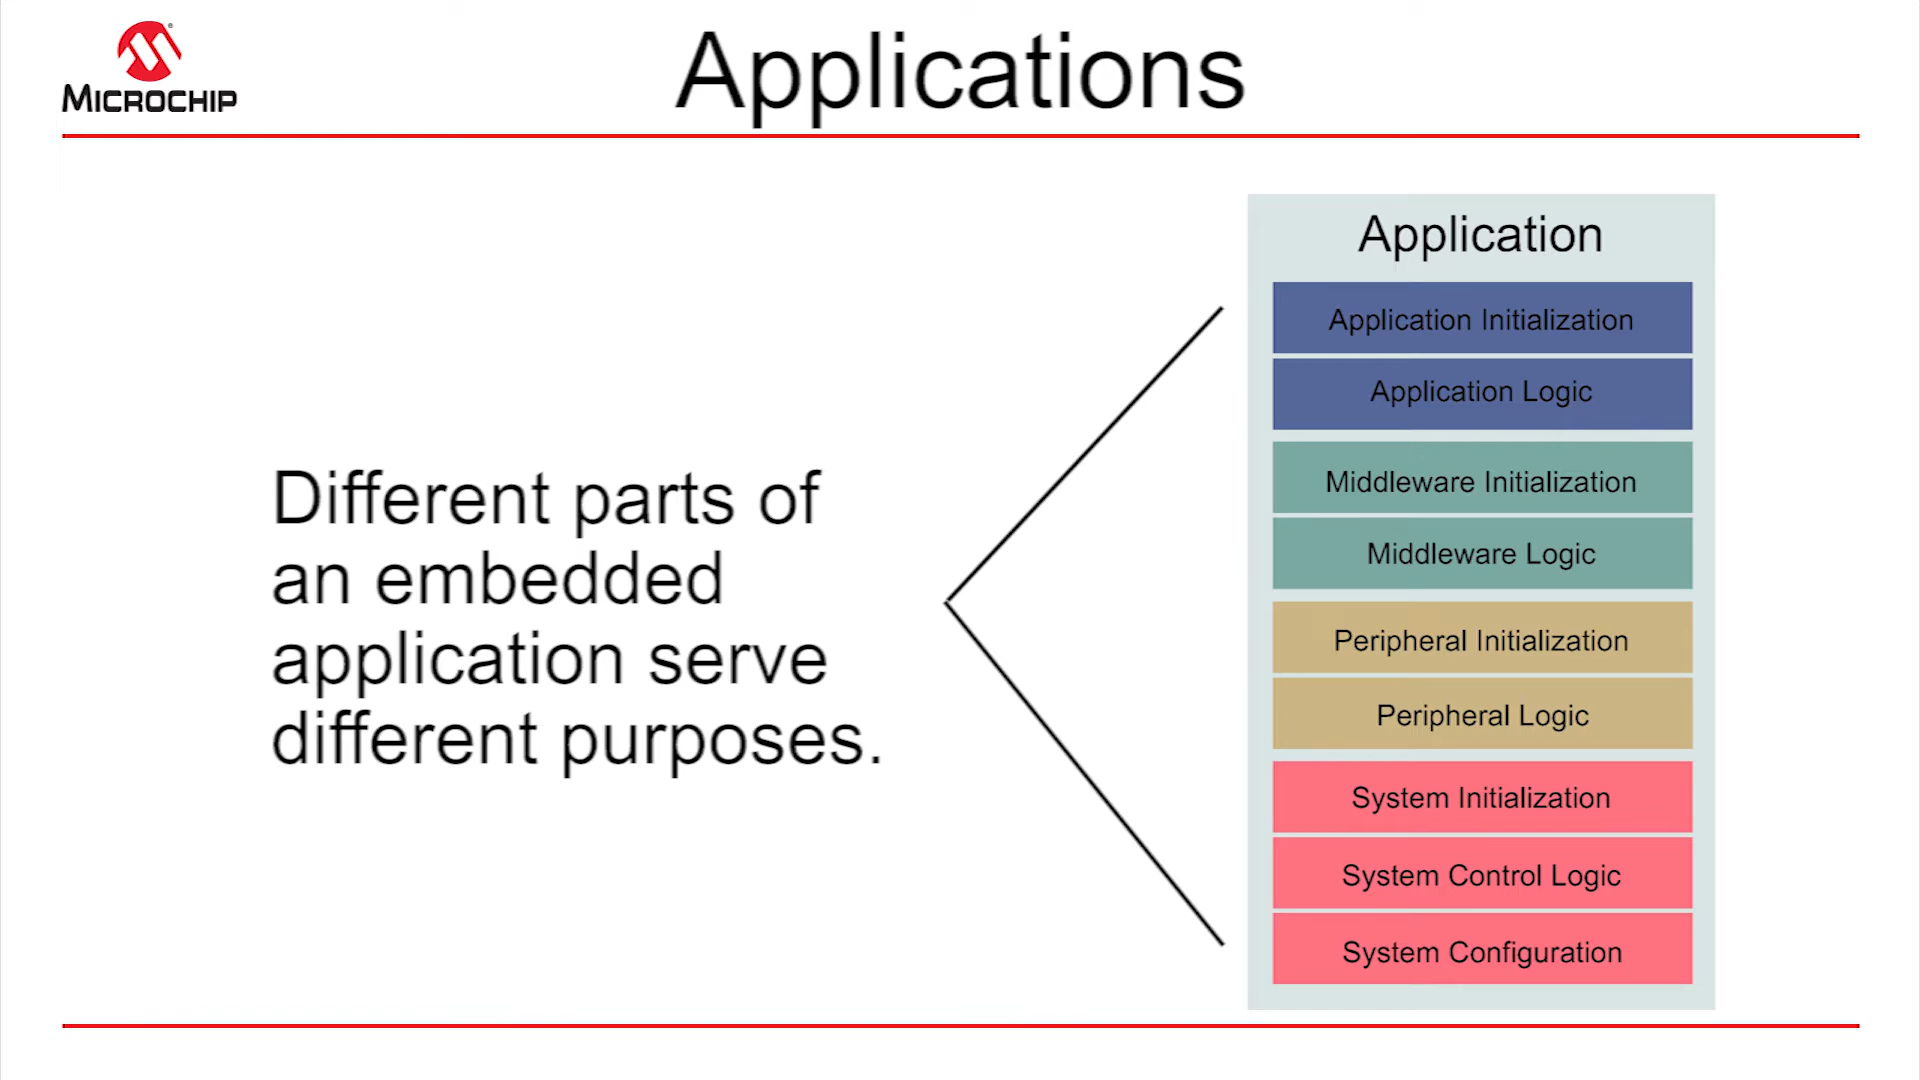 MICROCHIP
Applications
Different parts of
an embedded
application serve
different purposes.
Application
Application Initialization
Application Logic
Middleware Initialization
Middleware Logic
Peripheral Initialization
Peripheral Logic
System Initialization
System Control Logic
System Configuration